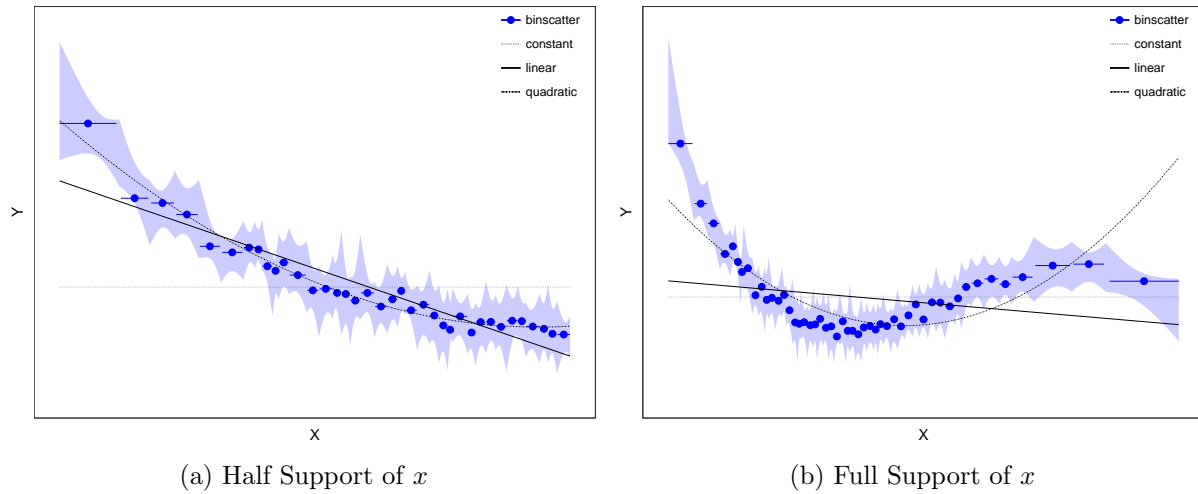 binscatter
constant
linear
quadratic
Y
X
(a) Half Support of x
binscatter
constant
linear
quadratic
Y
X
(b) Full Support of x